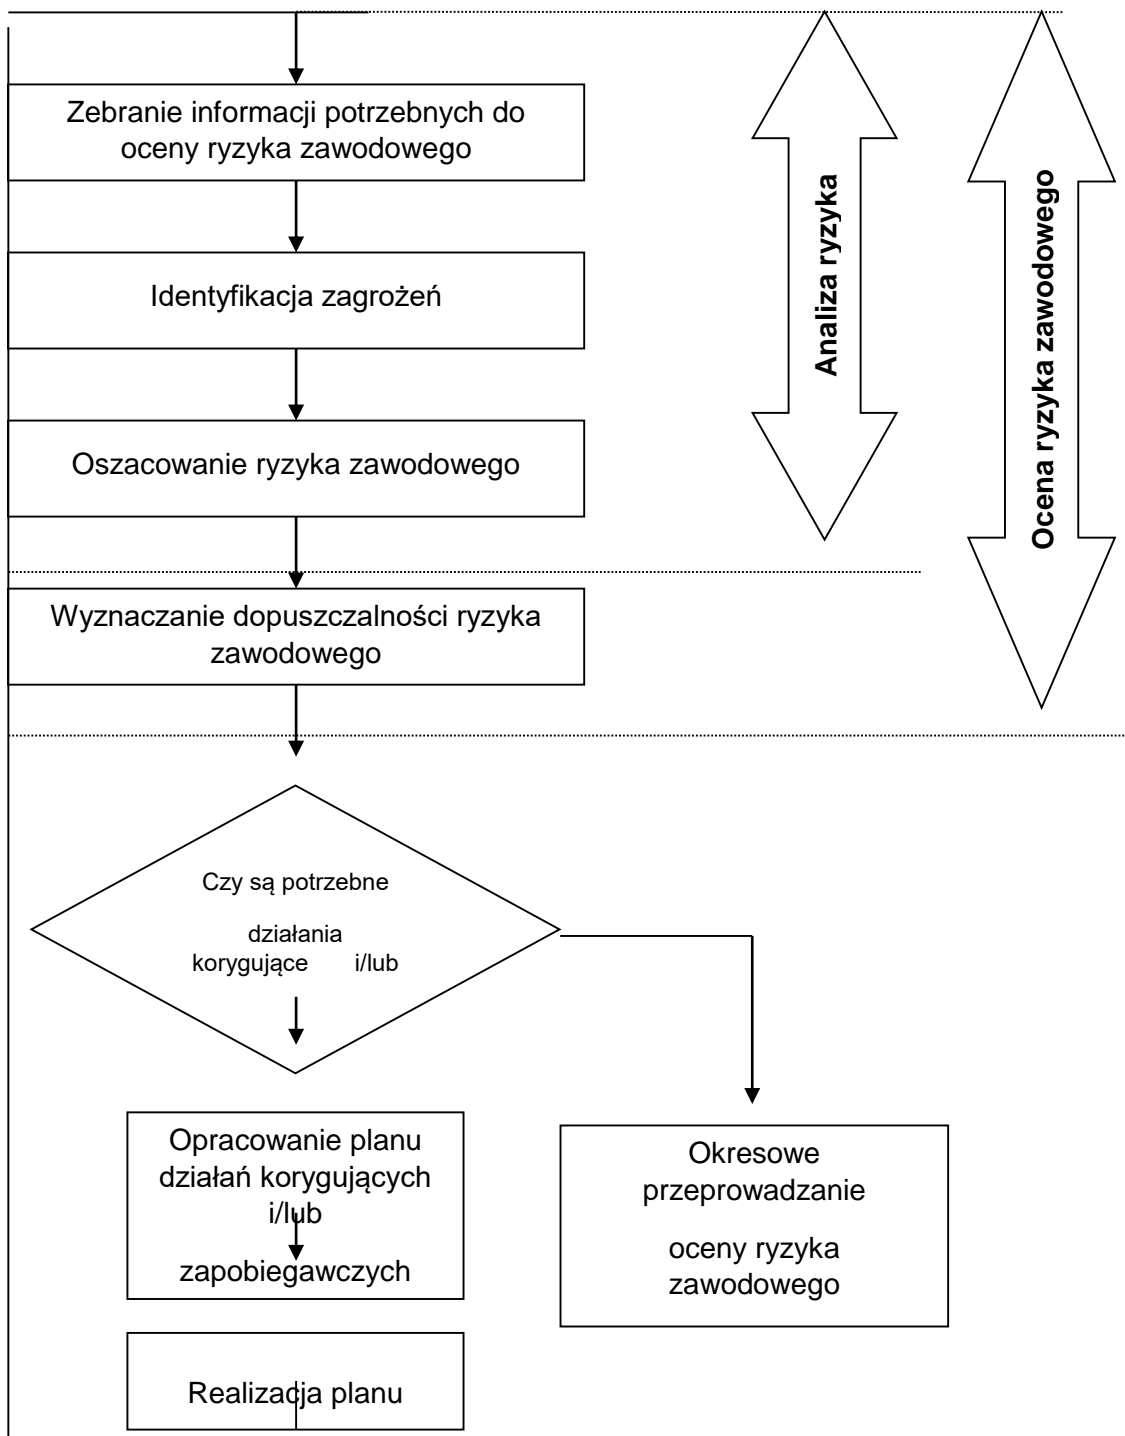 Zebranie informacji potrzebnych do
oceny ryzyka zawodowego
Identyfikacja zagrożeń
Oszacowanie ryzyka zawodowego
Wyznaczanie dopuszczalności ryzyka
zawodowego
Analiza ryzyka
Ocena ryzyka zawodowego
Czy są potrzebne
działania
korygujące i/lub
Opracowanie planu
działań korygujących
i/lub
zapobiegawczych
Realizacja planu
Okresowe
przeprowadzanie
oceny ryzyka
zawodowego